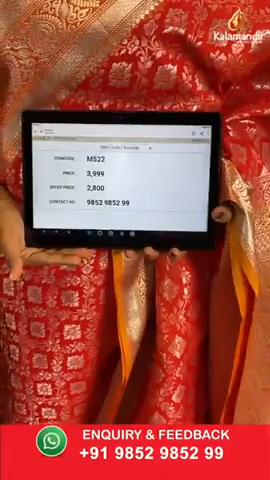 Kalamandir
ITEMCODE M522
PRICE 3,999
OFFER PRICE 2,800
CONTACT NO 9852 9852 99
ENQUIRY & FEEDBACK
+91 9852 9852 99